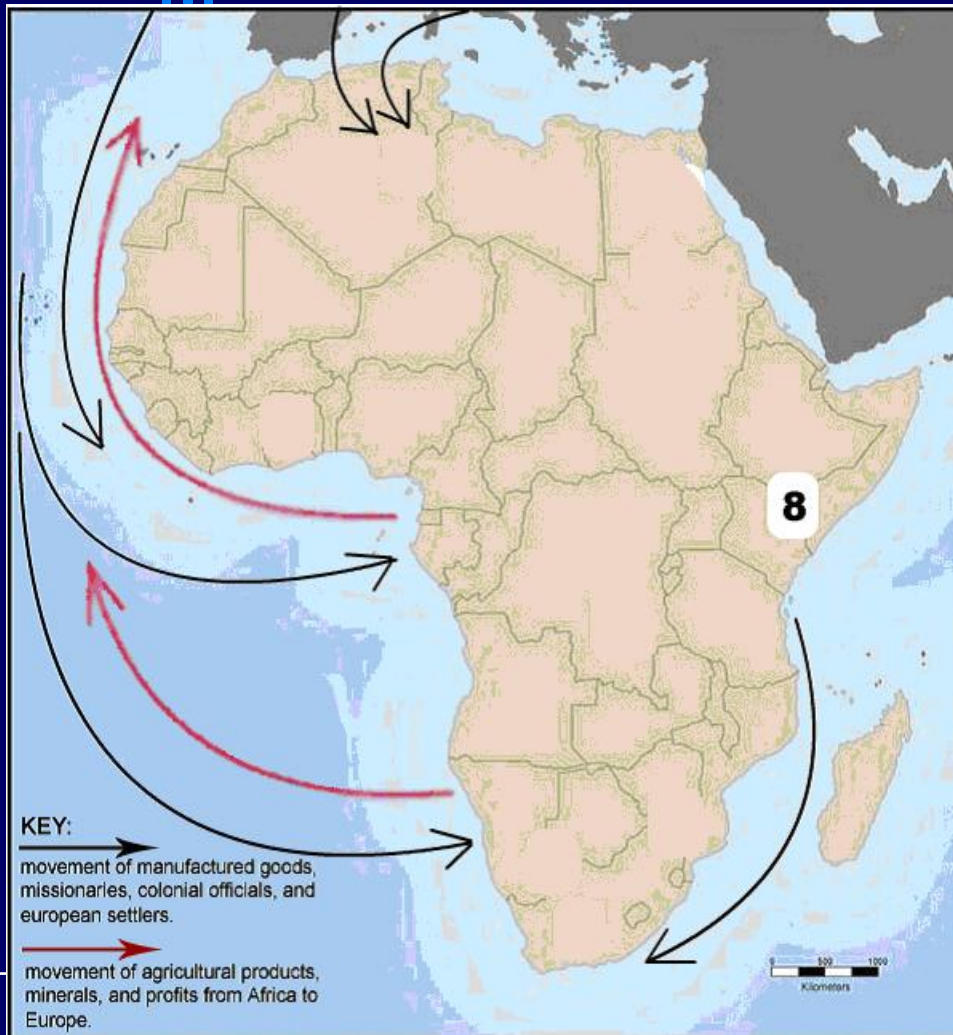 8
KEY:
movement of manufactured goods,
missionaries, colonial officials, and
european settlers.
movement of agricultural products,
minerals, and profits from Africa to
Europe.
0 500 1000
Kilometers